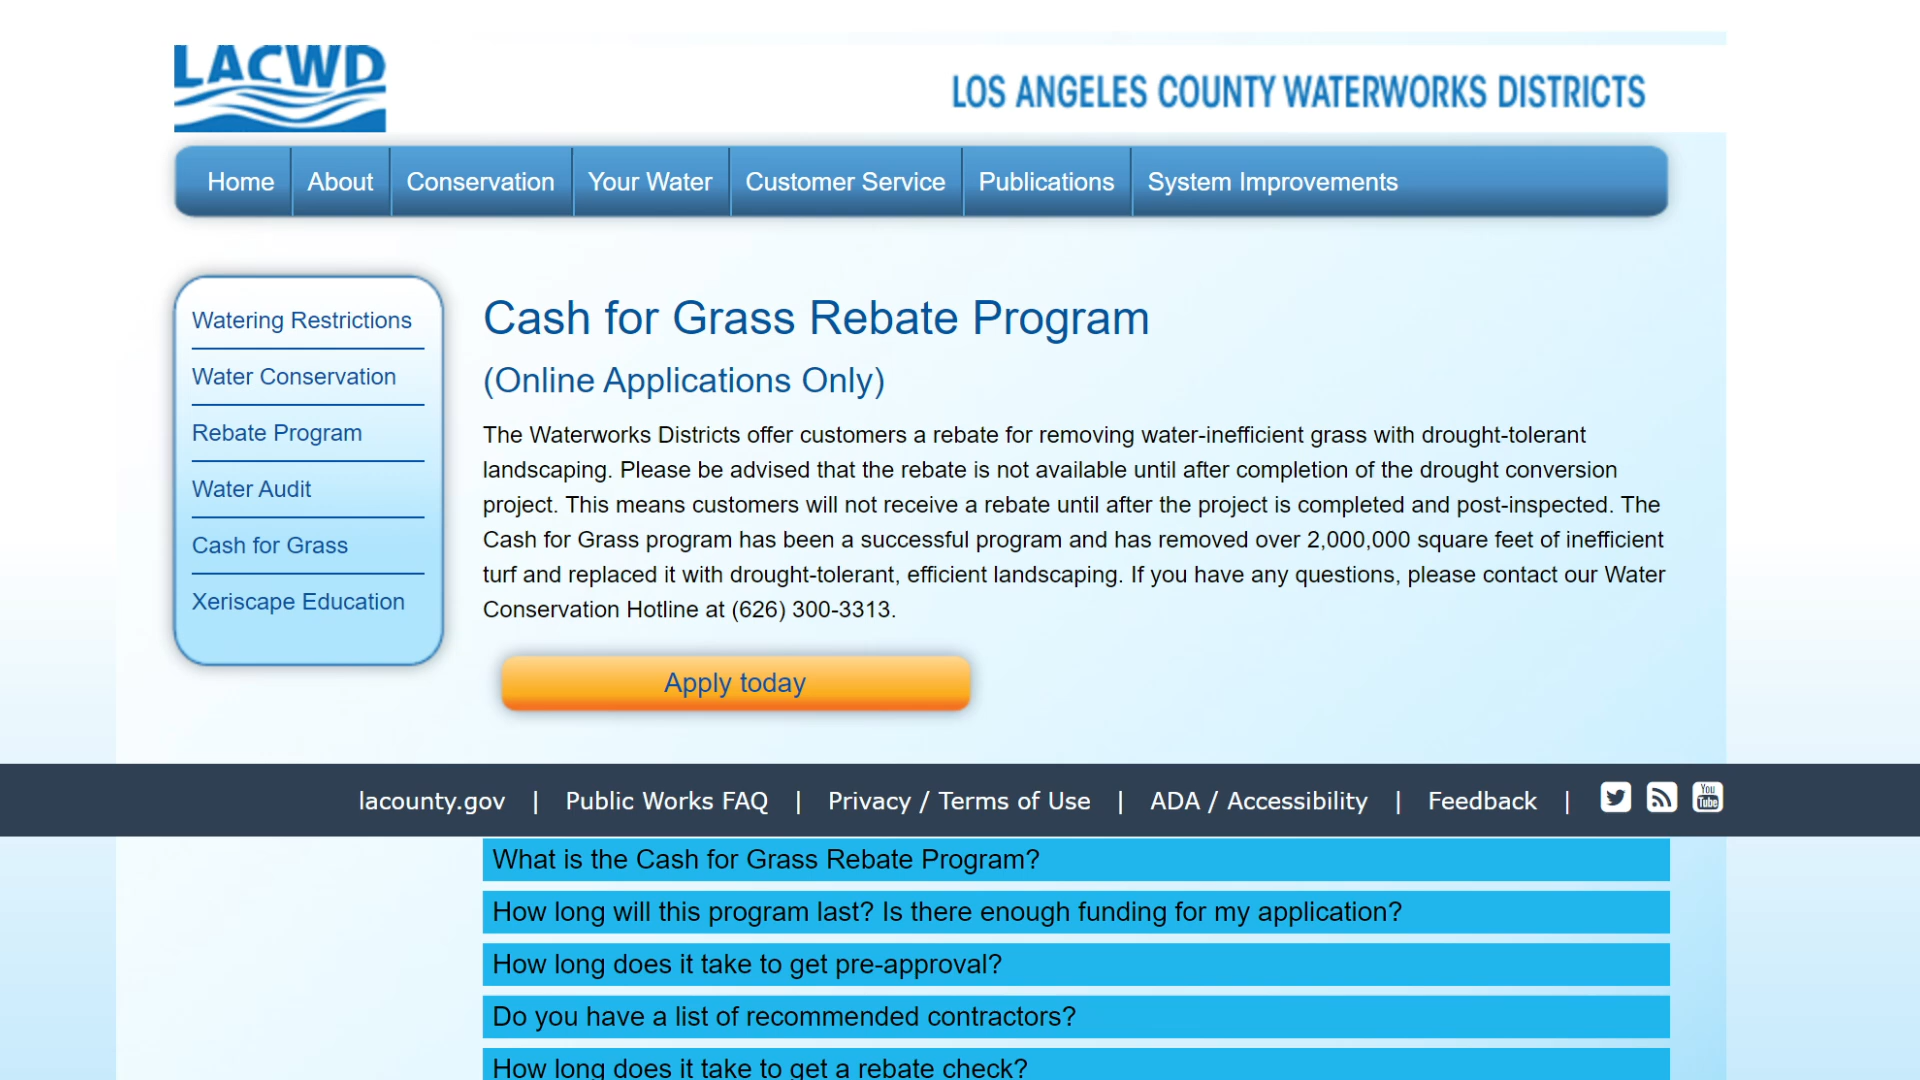 LACWD
LOS ANGELES COUNTY WATERWORKS DISTRICTS
Home
About
Conservation
Your Water
Customer Service
Publications
System Improvements
Watering Restrictions
Water Conservation
Rebate Program
Water Audit
Cash for Grass
Xeriscape Education
Cash for Grass Rebate Program
(Online Applications Only)
The Waterworks Districts offer customers a rebate for removing water-inefficient grass with drought-tolerant
landscaping. Please be advised that the rebate is not available until after completion of the drought conversion
project. This means customers will not receive a rebate until after the project is completed and post-inspected. The
Cash for Grass program has been a successful program and has removed over 2,000,000 square feet of inefficient
turf and replaced it with drought-tolerant, efficient landscaping. If you have any questions, please contact our Water
Conservation Hotline at (626) 300-3313.
Apply today
lacounty.gov | Public Works FAQ | Privacy / Terms of Use | ADA / Accessibility | Feedback |
You Tube
What is the Cash for Grass Rebate Program?
How long will this program last? Is there enough funding for my application?
How long does it take to get pre-approval?
Do you have a list of recommended contractors?
How long does it take to get a rebate check?